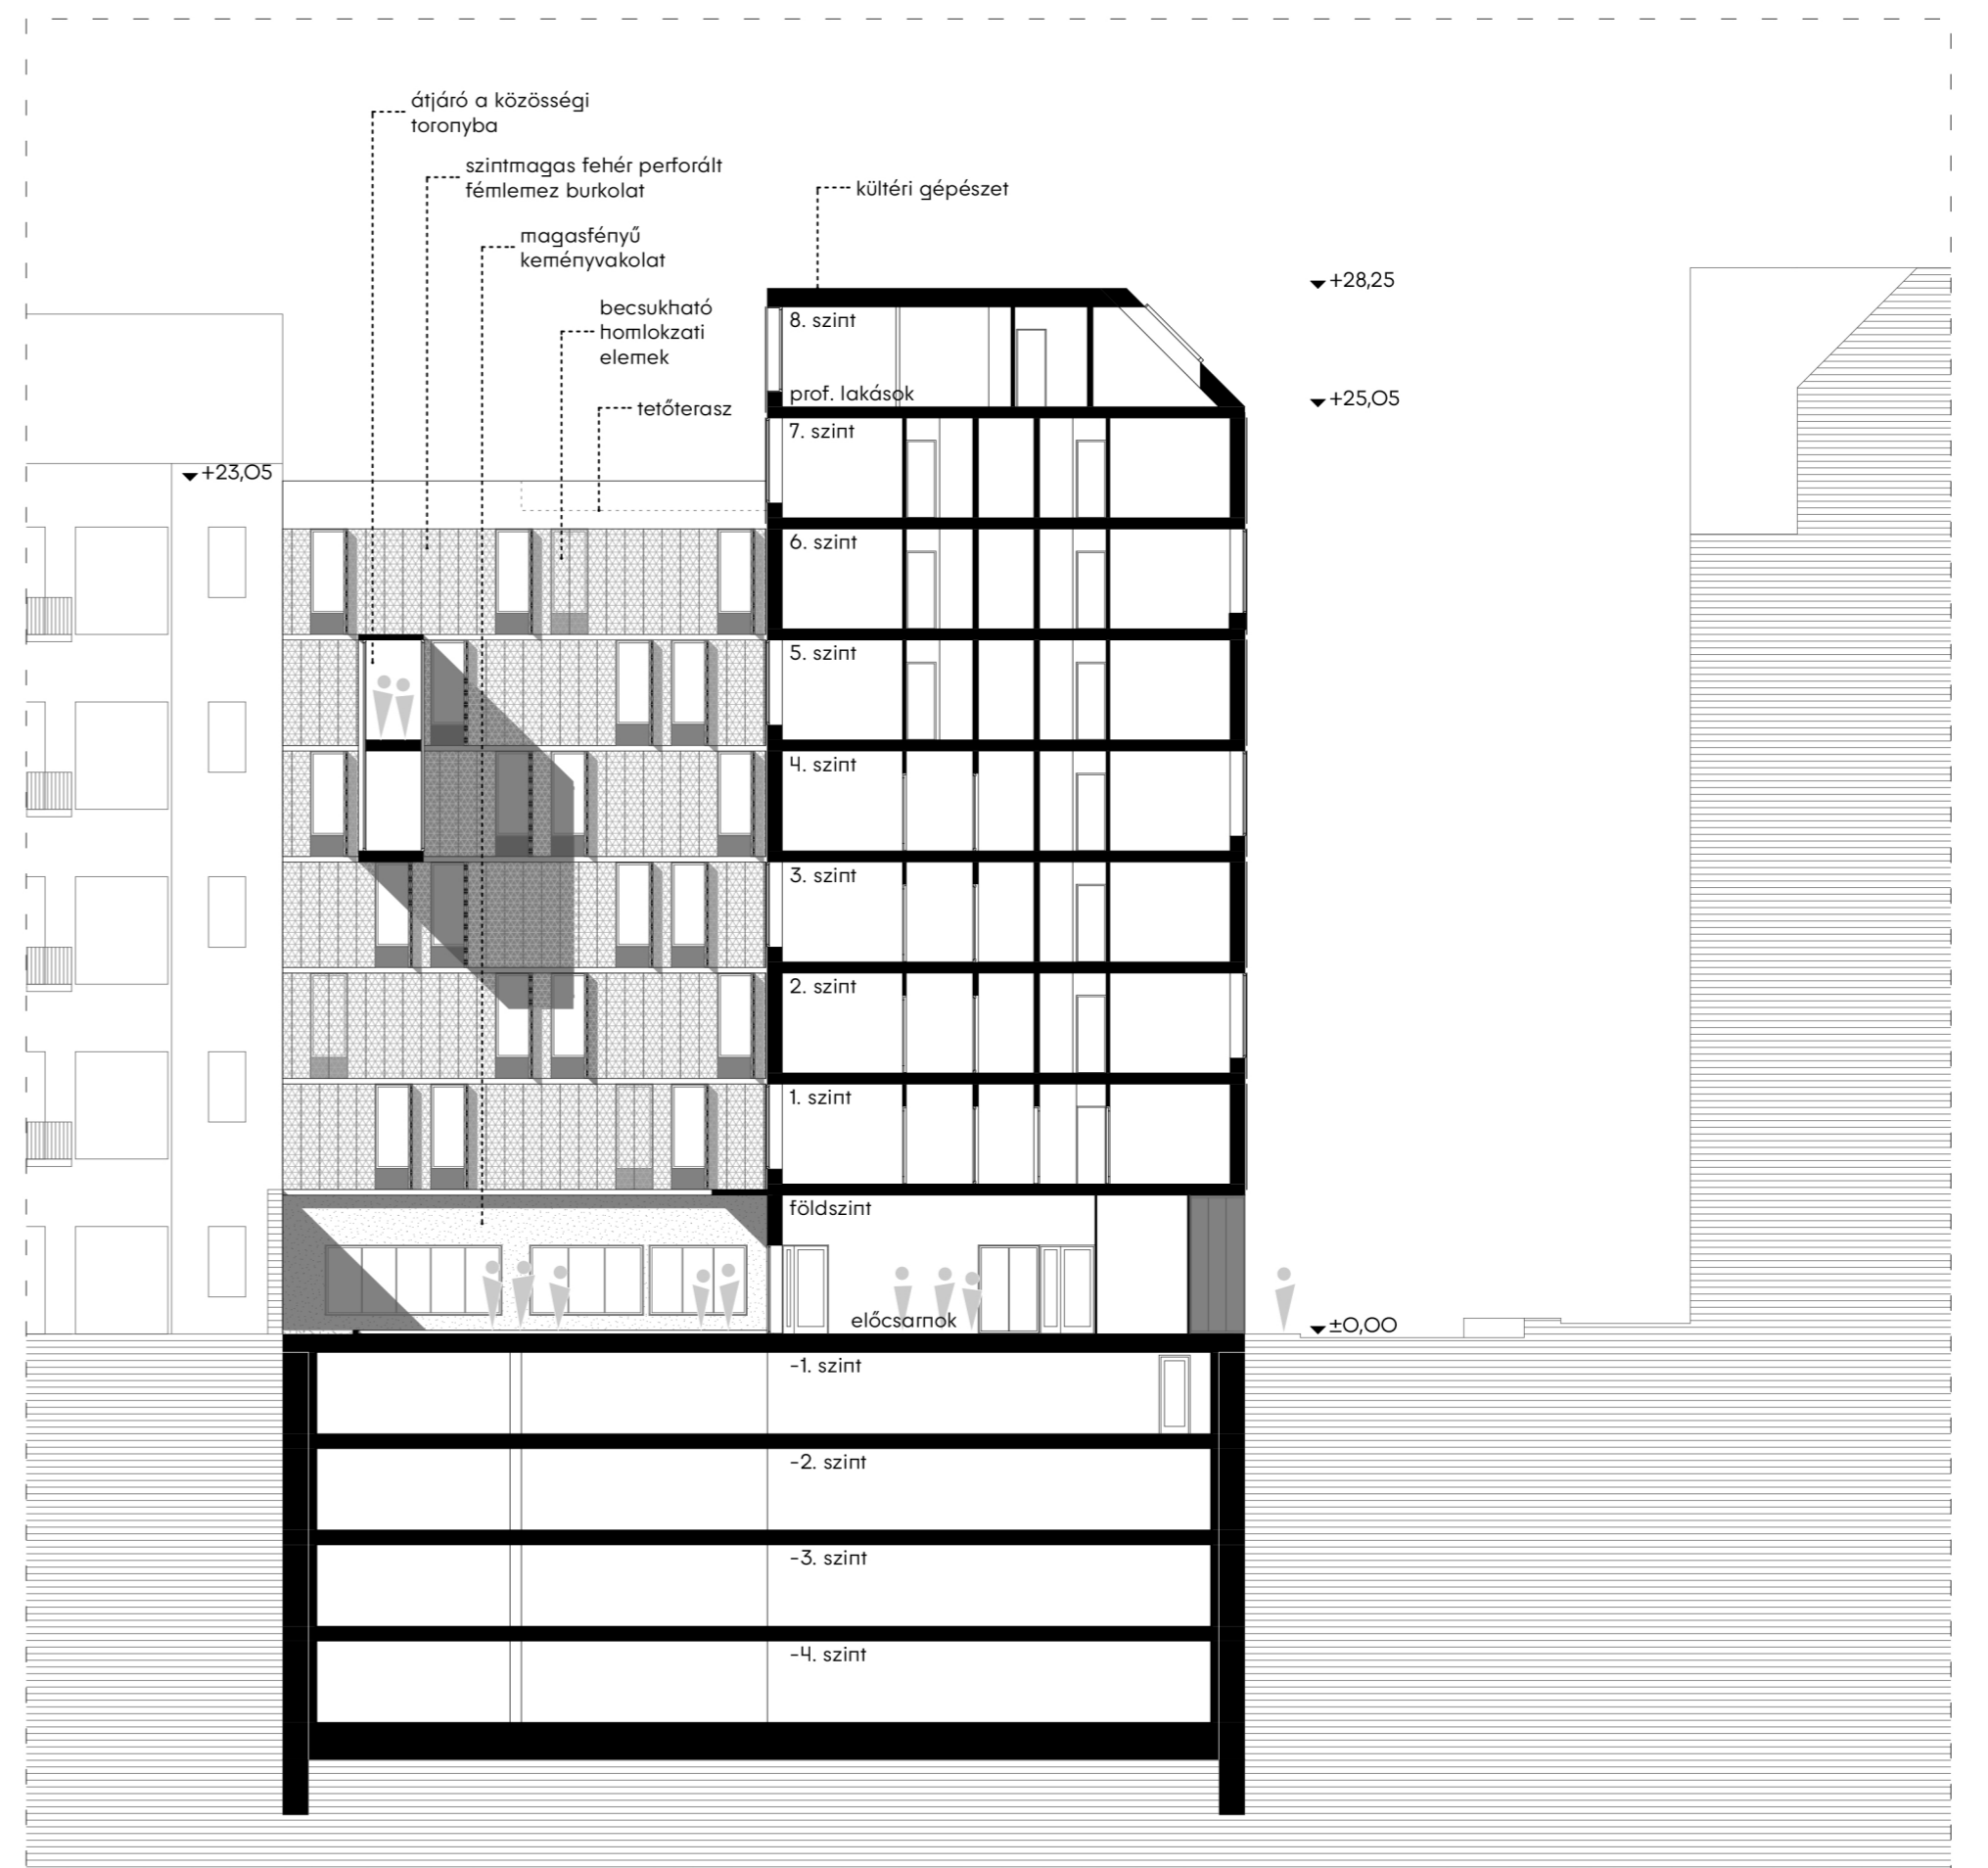 átjáró a közösségi
toronyba
szintmagas fehér perforált
fémlemez burkolat
kültéri gépészet
magasfényű
keményvakolat
+28,25
becsukható
homlokzati
elemek
8. szint
prof. lakások
+25,05
tetőterasz
7. szint
+23,05
6. szint
5. szint
4. szint
3. szint
2. szint
1. szint
földszint
előcsarnok
±0,00
-1. szint
-2. szint
-3. szint
-4. szint